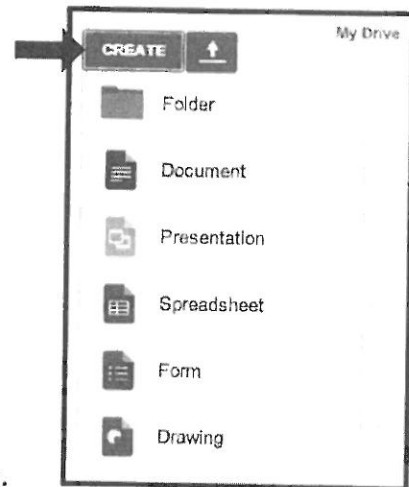 My Drive
CREATE
Folder
Document
Presentation
Spreadsheet
Form
Drawing